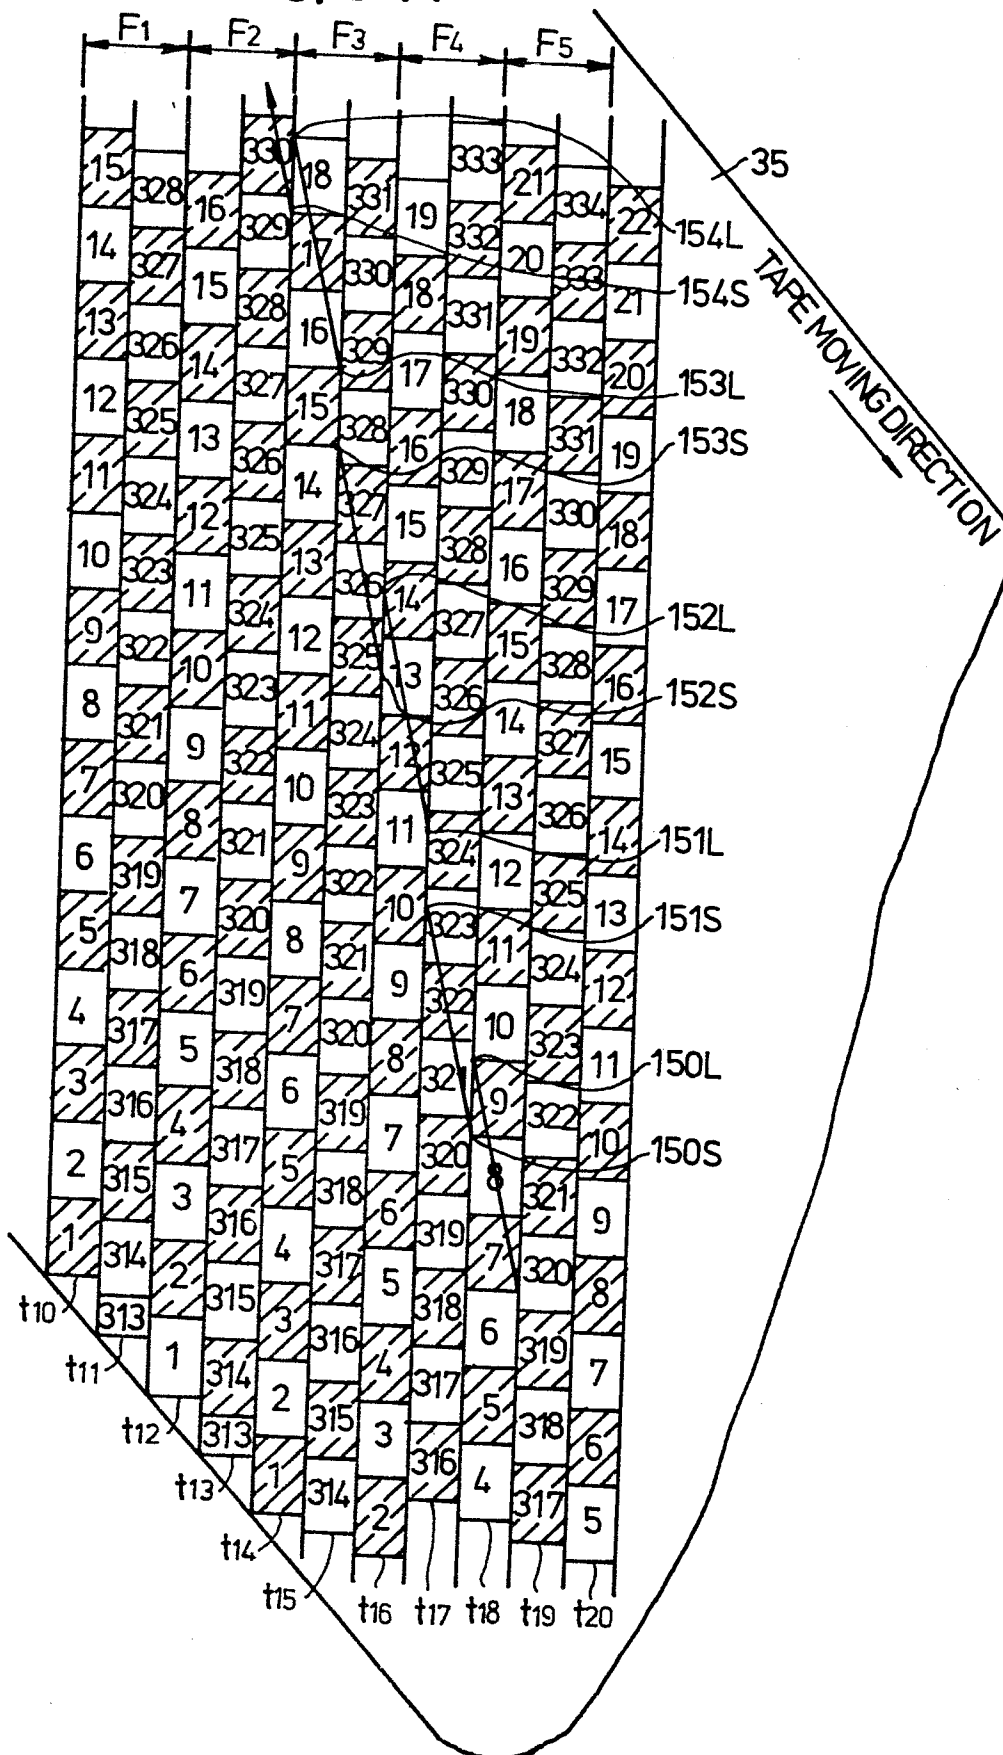 F1 F2 F3 F4 F5
35
TAPE MOVING DIRECTION
154L
154S
153L
153S
152L
152S
151L
151S
150L
150S
15 14 13 12 11 10 9 8 7 6 5 4 3 2 1
328 327 326 325 324 323 322 321 320 319 318 317 316 315 314 313
16 15 14 13 12 11 10 9 8 7 6 5 4 3 2 1
330 329 328 327 326 325 324 323 322 321 320 319 318 317 316 315 314 313
18 17 16 15 14 13 12 11 10 9 8 7 6 5 4 3 2 1
331 330 329 328 327 326 325 324 323 322 321 320 319 318 317 316 315 314
19 18 17 16 15 14 13 12 11 10 9 8 7 6 5 4 3 2
333 332 331 330 329 328 327 326 325 324 323 322 321 320 319 318 317 316
21 20 19 18 17 16 15 14 13 12 11 10 9 8 7 6 5 4
334 333 332 331 330 329 328 327 326 325 324 323 322 321 320 319 318 317
22 21 20 19 18 17 16 15 14 13 12 11 10 9 8 7 6 5
t10 t11 t12 t13 t14 t15 t16 t17 t18 t19 t20